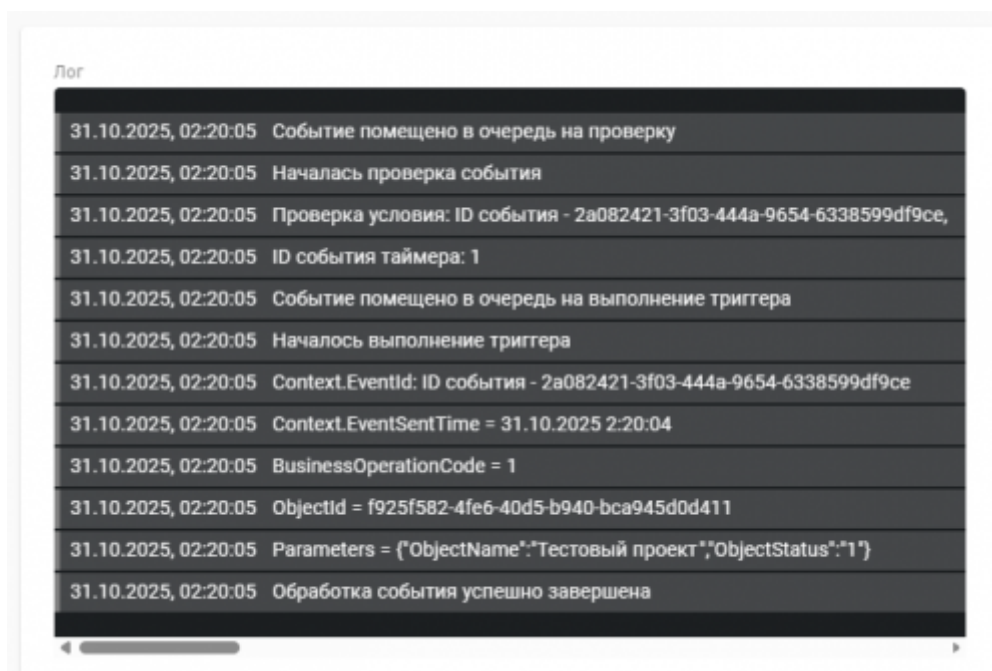 Лог
31.10.2025, 02:20:05 Событие помещено в очередь на проверку
31.10.2025, 02:20:05 Началась проверка события
31.10.2025, 02:20:05 Проверка условия: ID события - 2a082421-3f03-444a-9654-6338599df9ce,
31.10.2025, 02:20:05 ID события таймера: 1
31.10.2025, 02:20:05 Событие помещено в очередь на выполнение триггера
31.10.2025, 02:20:05 Началось выполнение триггера
31.10.2025, 02:20:05 Context.EventId: ID события - 2a082421-3f03-444a-9654-6338599df9ce
31.10.2025, 02:20:05 Context.EventSentTime = 31.10.2025 2:20:04
31.10.2025, 02:20:05 BusinessOperationCode = 1
31.10.2025, 02:20:05 ObjectId = f925f582-4fe6-40d5-b940-bca945d0d411
31.10.2025, 02:20:05 Parameters = {"ObjectName":"Тестовый проект","ObjectStatus":"1"}
31.10.2025, 02:20:05 Обработка события успешно завершена